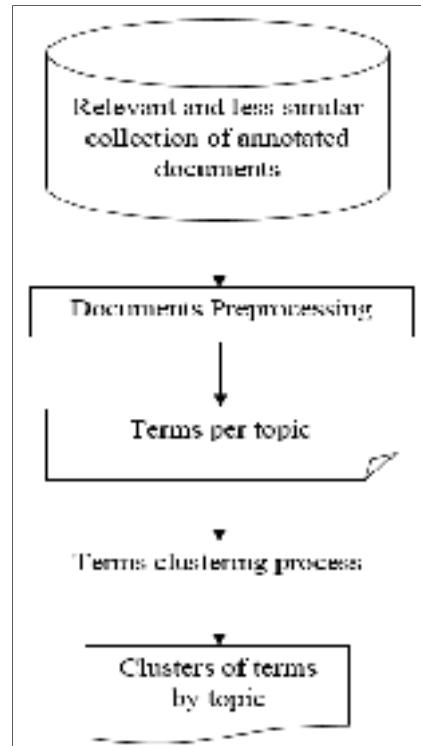 Relevant and less similar
collection of annotated
documents
Documents Preprocessing
Terms per topic
Terms clustering process
Clusters of terms
by topic